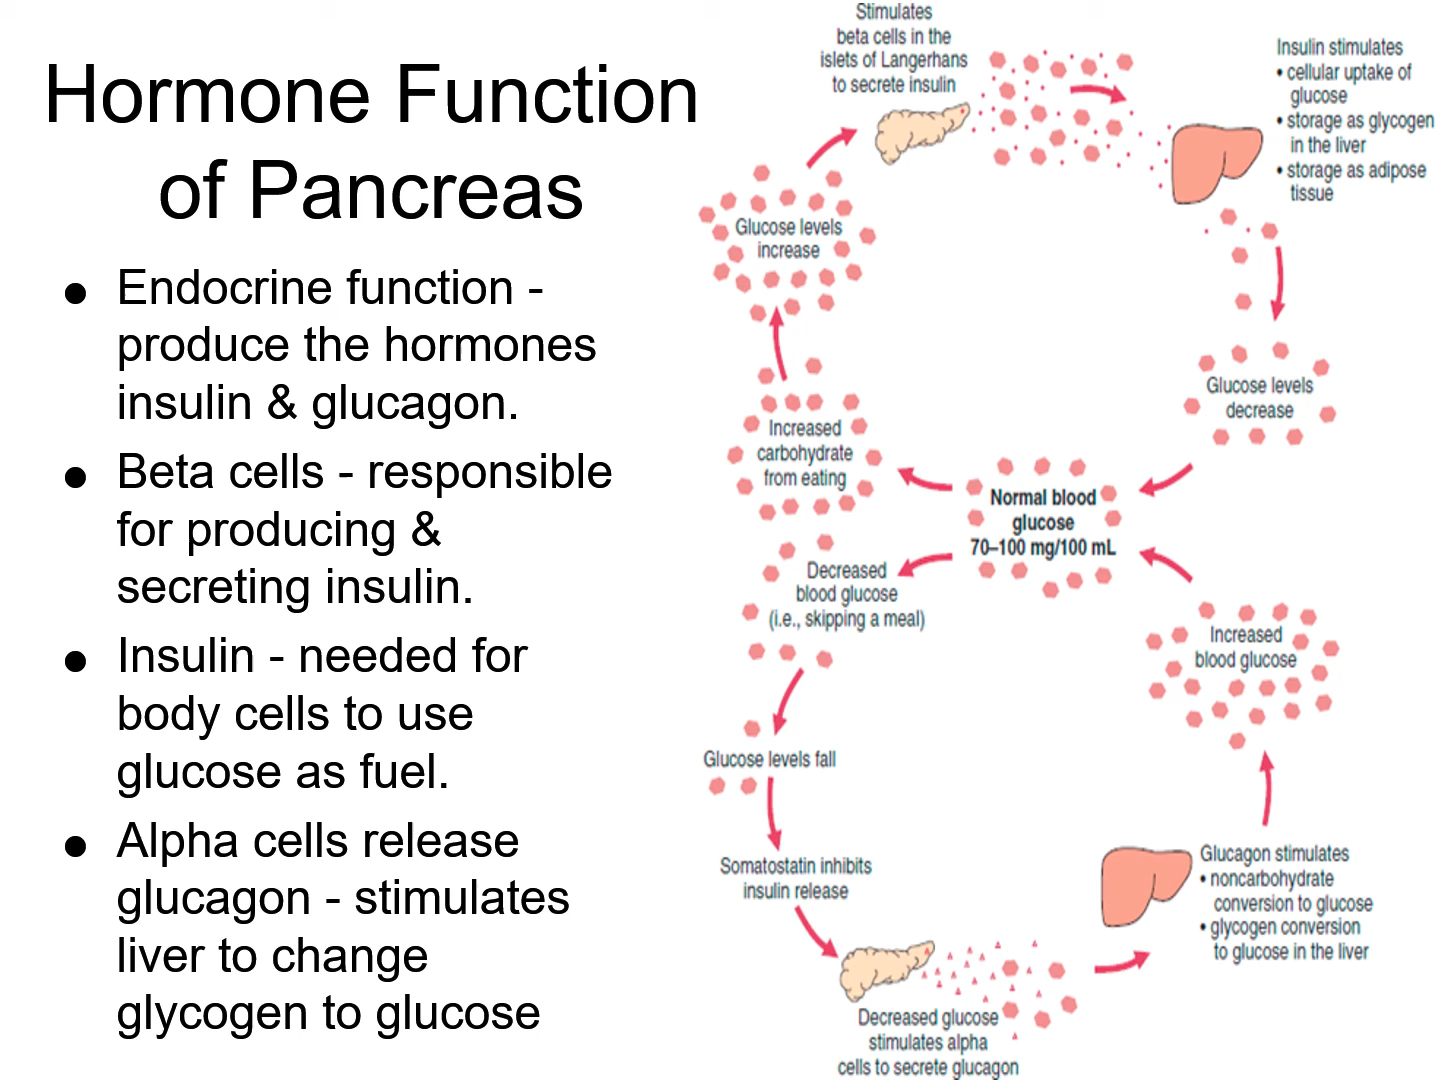 Hormone Function
of Pancreas
● Endocrine function -
produce the hormones
insulin & glucagon.
● Beta cells - responsible
for producing &
secreting insulin.
● Insulin - needed for
body cells to use
glucose as fuel.
● Alpha cells release
glucagon - stimulates
liver to change
glycogen to glucose
Stimulates
beta cells in the
islets of Langerhans
to secrete insulin
Insulin stimulates
• cellular uptake of
glucose
• storage as glycogen
in the liver
• storage as adipose
tissue
Glucose levels
increase
Glucose levels
decrease
Increased
carbohydrate
from eating
Normal blood
glucose
70–100 mg/100 mL
Decreased
blood glucose
(i.e., skipping a meal)
Increased
blood glucose
Glucose levels fall
Somatostatin inhibits
insulin release
Glucagon stimulates
• noncarbohydrate
conversion to glucose
• glycogen conversion
to glucose in the liver
Decreased glucose
stimulates alpha
cells to secrete glucagon